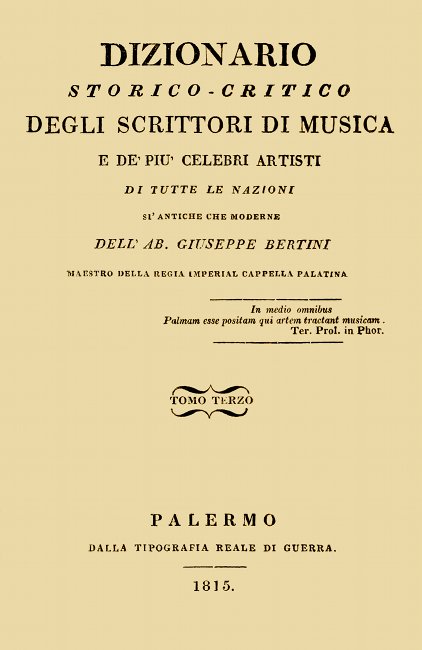 DIZIONARIO
STORICO-CRITICO
DEGLI SCRITTORI DI MUSICA
E DE' PIU' CELEBRI ARTISTI
DI TUTTE LE NAZIONI
SI' ANTICHE CHE MODERNE
DELL' AB. GIUSEPPE BERTINI
MAESTRO DELLA REGIA IMPERIAL CAPPELLA PALATINA
In medio omnibus
Palmam esse positam qui artem tractant musicam.
Ter. Prol. in Phor.
TOMO TERZO
PALERMO
DALLA TIPOGRAFIA REALE DI GUERRA.
1815.